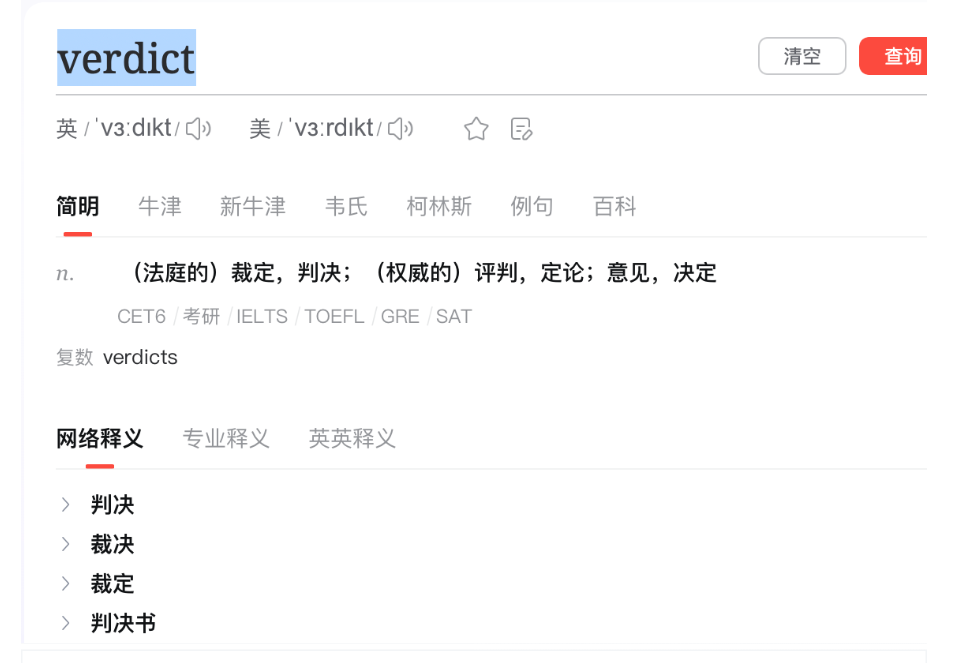 verdict
清空
查询
英 /ˈvɜːdɪkt/ 美 /ˈvɜːrdɪkt/
简明 牛津 新牛津 韦氏 柯林斯 例句 百科
n. （法庭的）裁定，判决；（权威的）评判，定论；意见，决定
CET6 / 考研 / IELTS / TOEFL / GRE / SAT
复数 verdicts
网络释义 专业释义 英英释义
判决
裁决
裁定
判决书